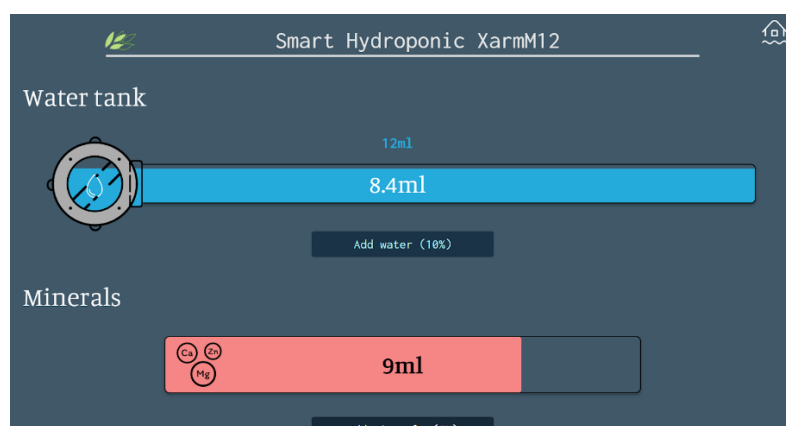 Smart Hydroponic XarmM12
Water tank
12ml
8.4ml
Add water (10%)
Minerals
Ca Zn
Mg
9ml